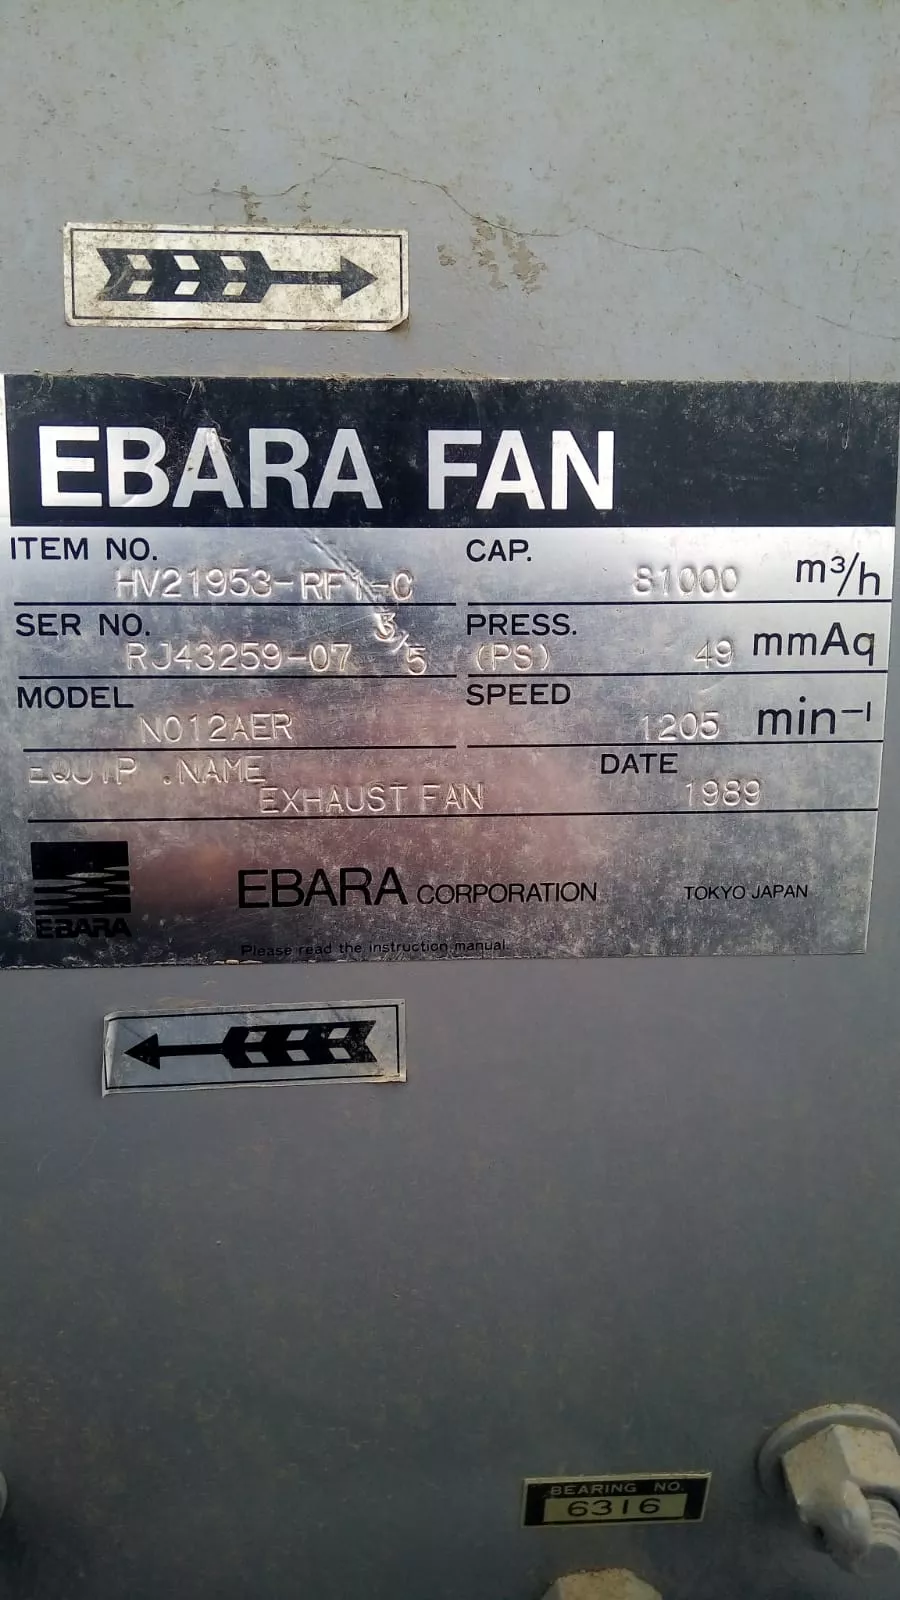 EBARA FAN
ITEM NO. HV21953-RF1-C
CAP. 81000 m³/h
SER NO. RJ43259-07 3/5
PRESS. (PS) 49 mmAq
MODEL NO12AER
SPEED 1205 min⁻¹
EQUIP .NAME EXHAUST FAN
DATE 1989
EBARA
EBARA CORPORATION TOKYO JAPAN
Please read the instruction manual.
BEARING NO.
6316